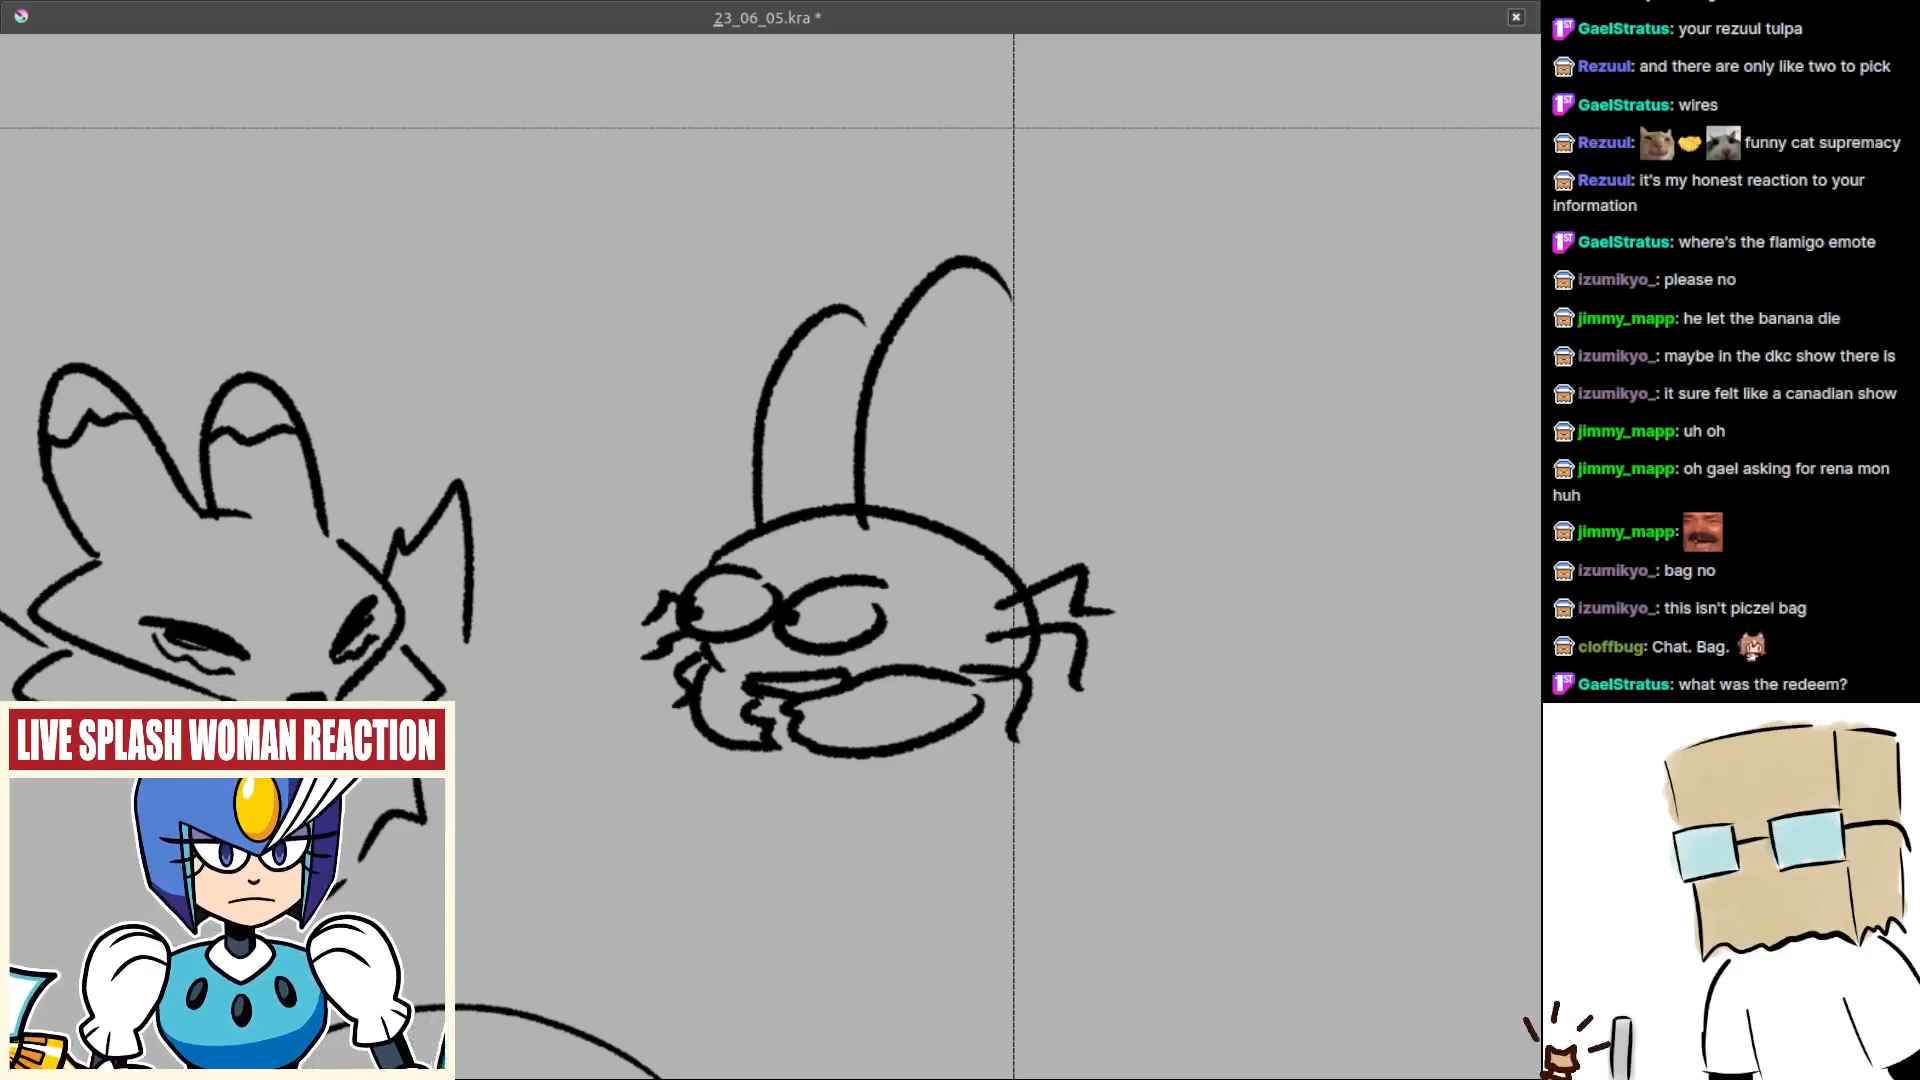 23_06_05.kra *
GaelStratus: your rezuul tulpa
Rezuul: and there are only like two to pick
GaelStratus: wires
Rezuul: funny cat supremacy
Rezuul: it's my honest reaction to your
information
GaelStratus: where's the flamigo emote
izumikyo_: please no
jimmy_mapp: he let the banana die
izumikyo_: maybe in the dkc show there is
izumikyo_: it sure felt like a canadian show
jimmy_mapp: uh oh
jimmy_mapp: oh gael asking for rena mon
huh
jimmy_mapp:
izumikyo_: bag no
izumikyo_: this isn't piczel bag
cloffbug: Chat. Bag.
GaelStratus: what was the redeem?
LIVE SPLASH WOMAN REACTION